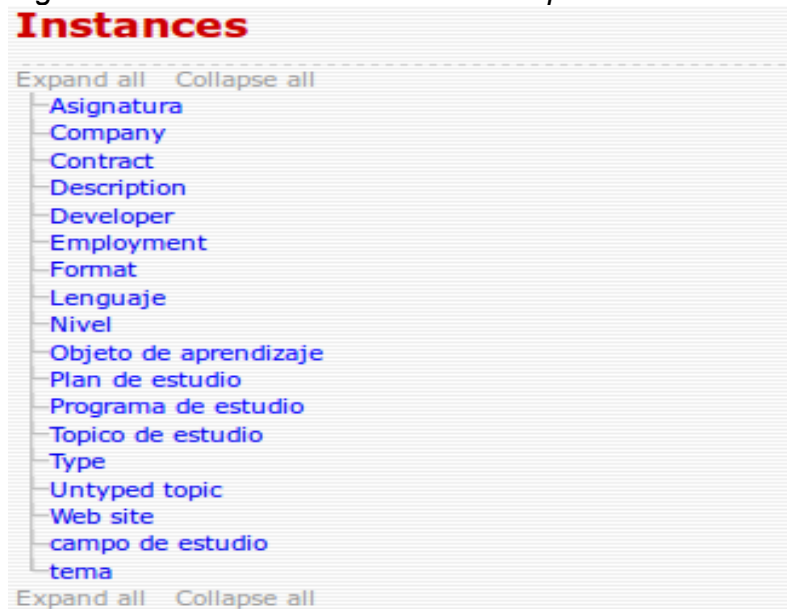 Instances
Expand all Collapse all
Asignatura
Company
Contract
Description
Developer
Employment
Format
Lenguaje
Nivel
Objeto de aprendizaje
Plan de estudio
Programa de estudio
Topico de estudio
Type
Untyped topic
Web site
campo de estudio
tema
Expand all Collapse all